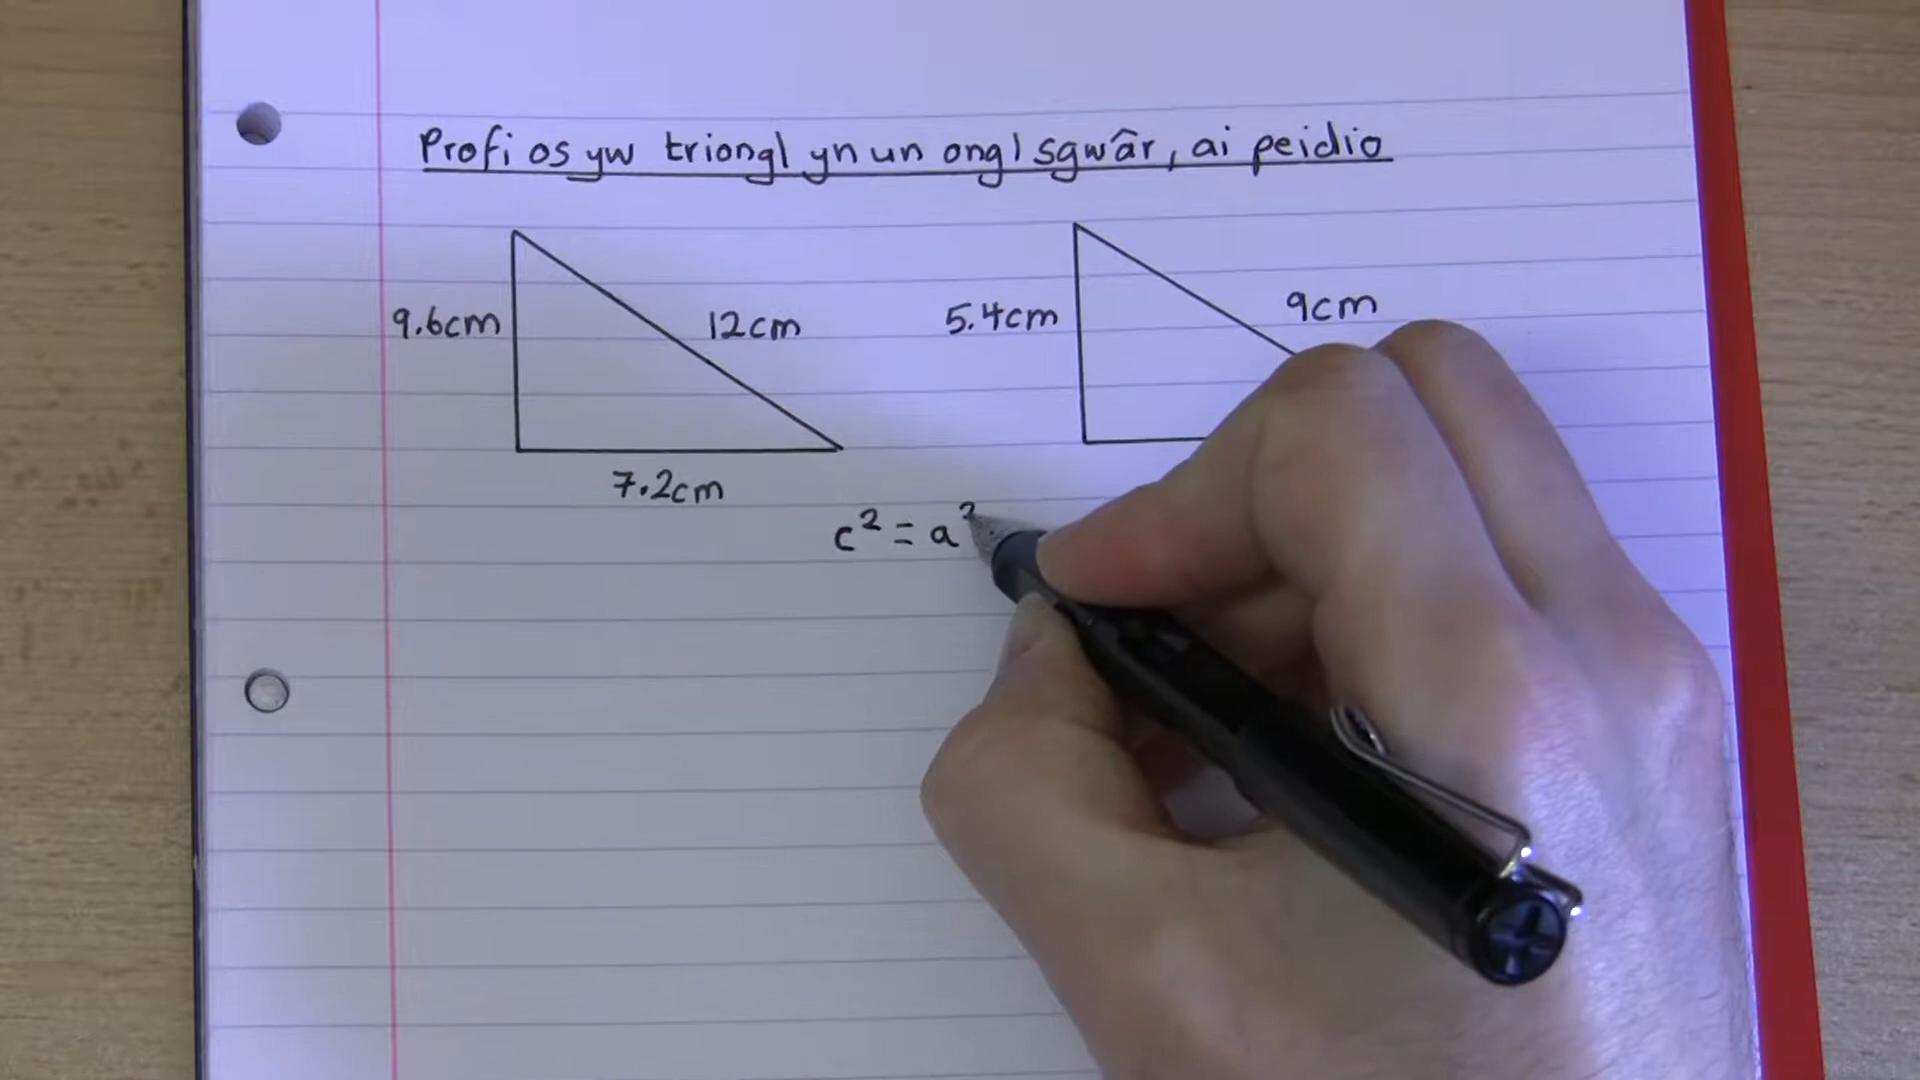 Profi os yw triongl yn un ongl sgwâr, ai peidio
9.6cm
12cm
7.2cm
5.4cm
9cm
c² = a²